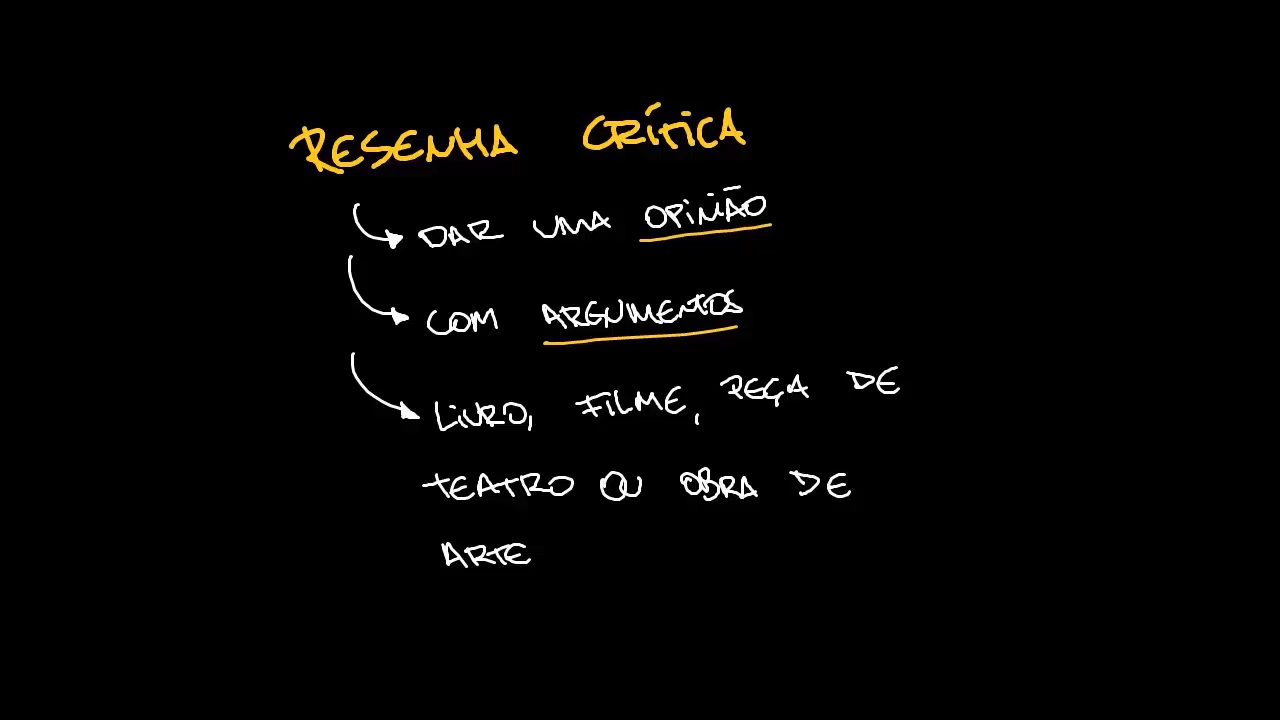 RESENHA CRÍTICA
DAR UMA OPINIÃO
COM ARGUMENTOS
LIVRO, FILME, PEÇA DE
TEATRO OU OBRA DE
ARTE